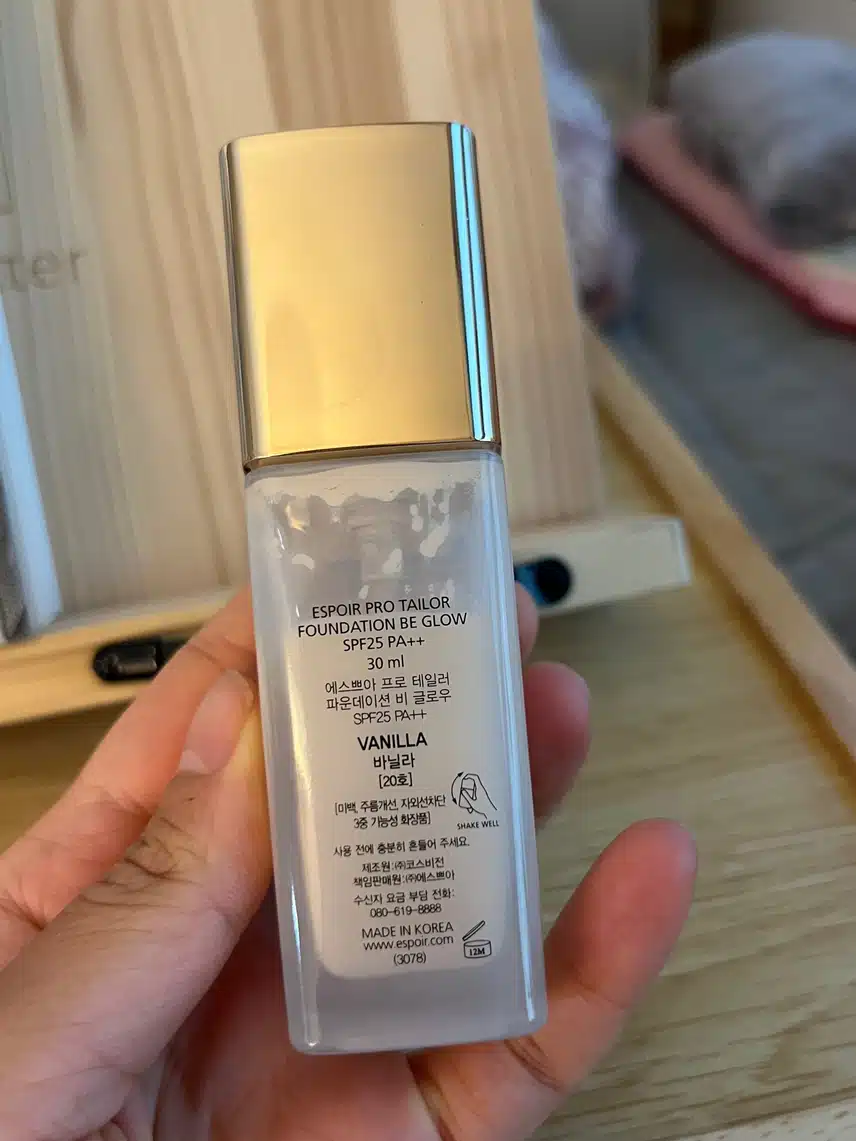 ter
ESPOIR PRO TAILOR
FOUNDATION BE GLOW
SPF25 PA++
30 ml
에스쁘아 프로 테일러
파운데이션 비 글로우
SPF25 PA++
VANILLA
바닐라
[20호]
[미백, 주름개선, 자외선차단
3중 기능성 화장품]
SHAKE WELL
사용 전에 충분히 흔들어 주세요.
제조원:(주)코스비전
책임판매원:(주)에스쁘아
수신자 요금 부담 전화:
080-619-8888
MADE IN KOREA
www.espoir.com
(3078)
12M